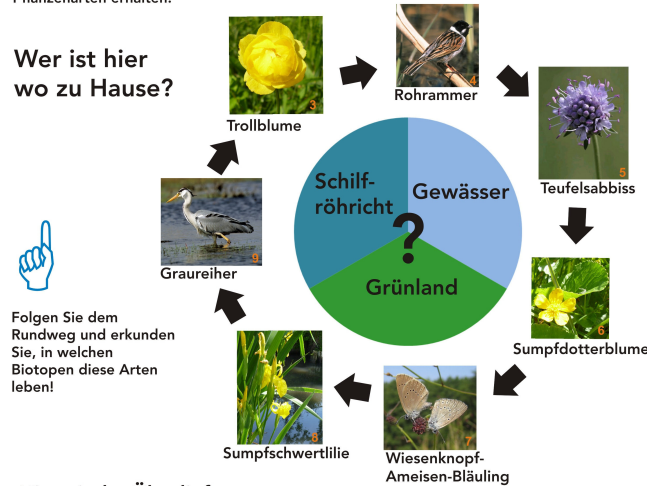 Wer ist hier
wo zu Hause?
3
Trollblume
4
Rohrammer
5
Teufelsabbiss
6
Sumpfdotterblume
7
Wiesenknopf-
Ameisen-Bläuling
8
Sumpfschwertlilie
9
Graureiher
Schilf-
röhricht
Gewässer
?
Grünland
Folgen Sie dem
Rundweg und erkunden
Sie, in welchen
Biotopen diese Arten
leben!